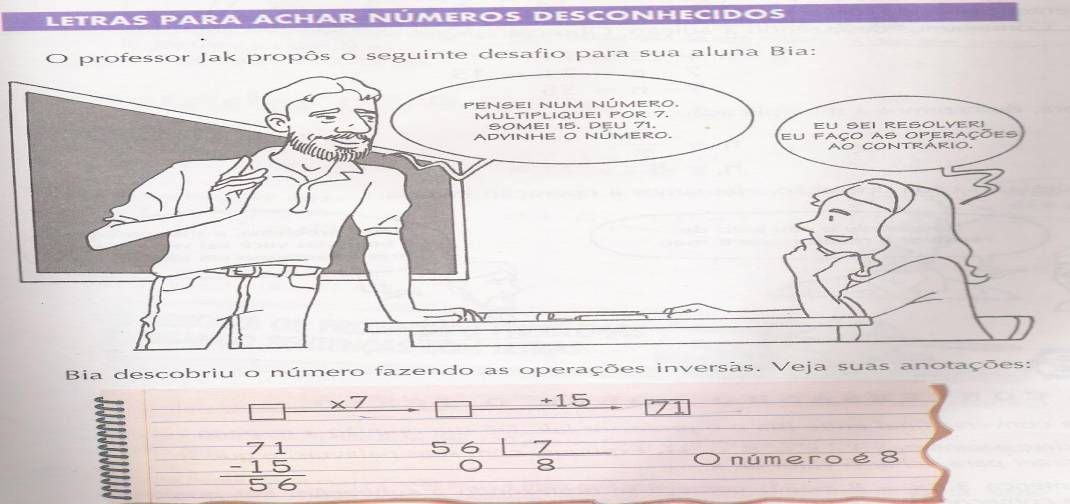 LETRAS PARA ACHAR NÚMEROS DESCONHECIDOS
O professor Jak propôs o seguinte desafio para sua aluna Bia:
PENSEI NUM NÚMERO.
MULTIPLIQUEI POR 7.
SOMEI 15. DEU 71.
ADVINHE O NÚMERO.
EU SEI RESOLVER!
EU FAÇO AS OPERAÇÕES
AO CONTRÁRIO.
Bia descobriu o número fazendo as operações inversas. Veja suas anotações:
×7 +15 71
71
-15
56
56 7
0 8
O número é 8